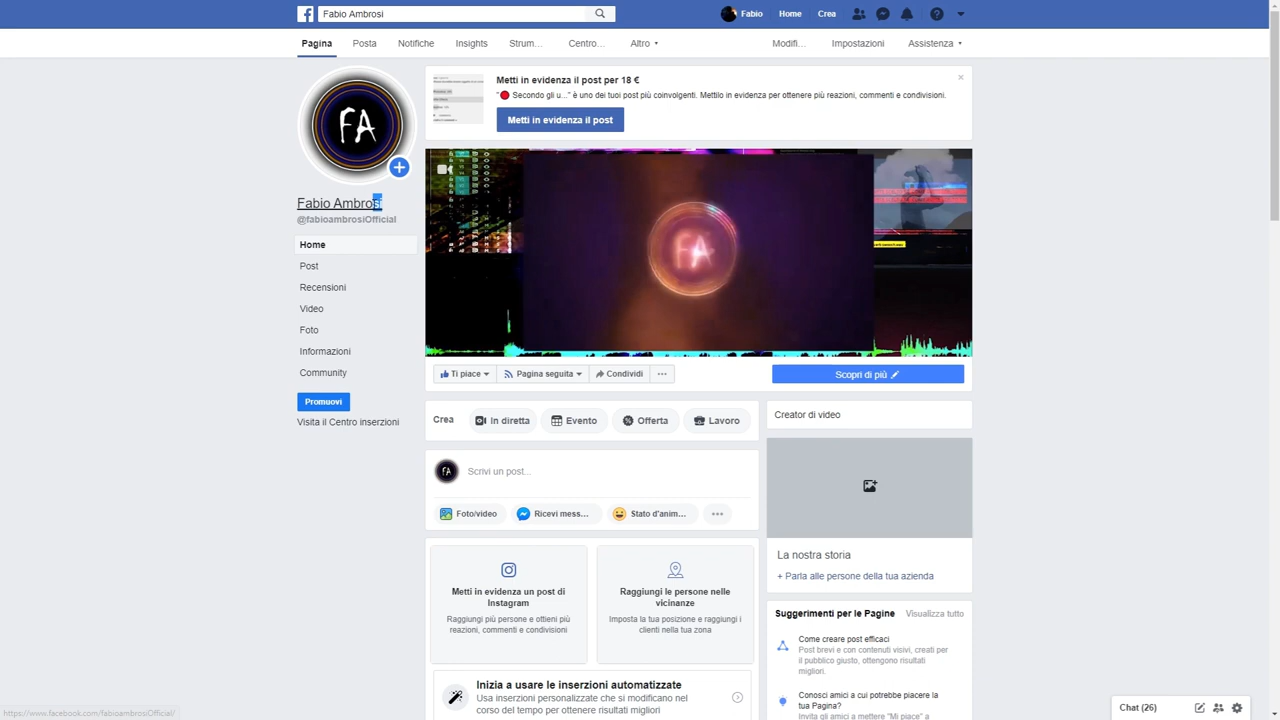 Fabio Ambrosi
Fabio
Home
Crea
Pagina
Posta
Notifiche
Insights
Strum...
Centro...
Altro
Modifi...
Impostazioni
Assistenza
FA
Fabio Ambrosi
@fabioambrosiOfficial
Home
Post
Recensioni
Video
Foto
Informazioni
Community
Promuovi
Visita il Centro inserzioni
Metti in evidenza il post per 18 €
"🔴 Secondo gli u..." è uno dei tuoi post più coinvolgenti. Mettilo in evidenza per ottenere più reazioni, commenti e condivisioni.
Metti in evidenza il post
FA
Ti piace
Pagina seguita
Condividi
...
Scopri di più
Crea
In diretta
Evento
Offerta
Lavoro
FA
Scrivi un post...
Foto/video
Ricevi mess...
Stato d'anim...
...
Metti in evidenza un post di
Instagram
Raggiungi più persone e ottieni più
reazioni, commenti e condivisioni
Raggiungi le persone nelle
vicinanze
Imposta la tua posizione e raggiungi i
clienti nella tua zona
Inizia a usare le inserzioni automatizzate
Usa inserzioni personalizzate che si modificano nel
corso del tempo per ottenere risultati migliori
Creator di video
La nostra storia
+ Parla alle persone della tua azienda
Suggerimenti per le Pagine
Visualizza tutto
Come creare post efficaci
Post brevi e con contenuti visivi, creati per
il pubblico giusto, ottengono risultati
migliori.
Conosci amici a cui potrebbe piacere la
tua Pagina?
Invita gli amici a mettere "Mi piace" a
Chat (26)
https://www.facebook.com/fabioambrosiOfficial/